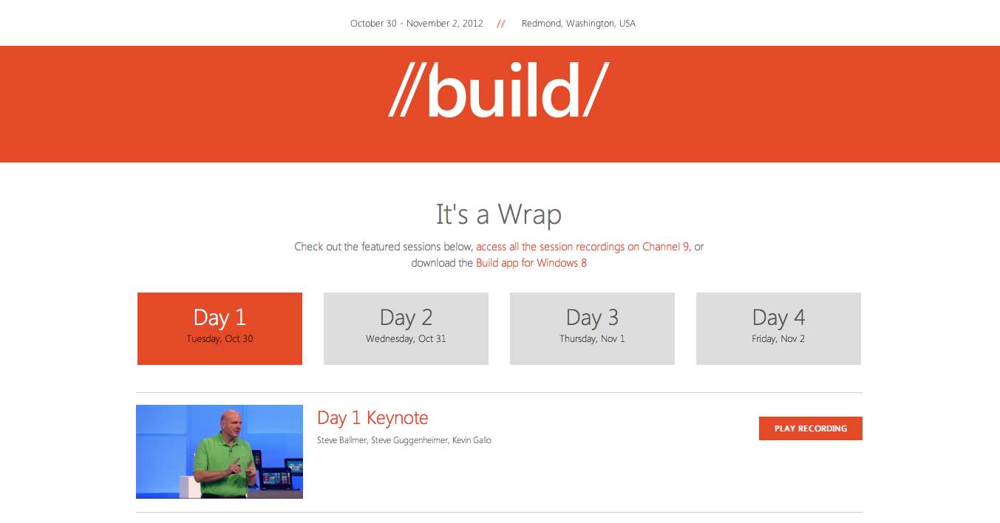 October 30 - November 2, 2012 // Redmond, Washington, USA
//build/
It's a Wrap
Check out the featured sessions below, access all the session recordings on Channel 9, or
download the Build app for Windows 8
Day 1
Tuesday, Oct 30
Day 2
Wednesday, Oct 31
Day 3
Thursday, Nov 1
Day 4
Friday, Nov 2
Day 1 Keynote
Steve Ballmer, Steve Guggenheimer, Kevin Gallo
PLAY RECORDING